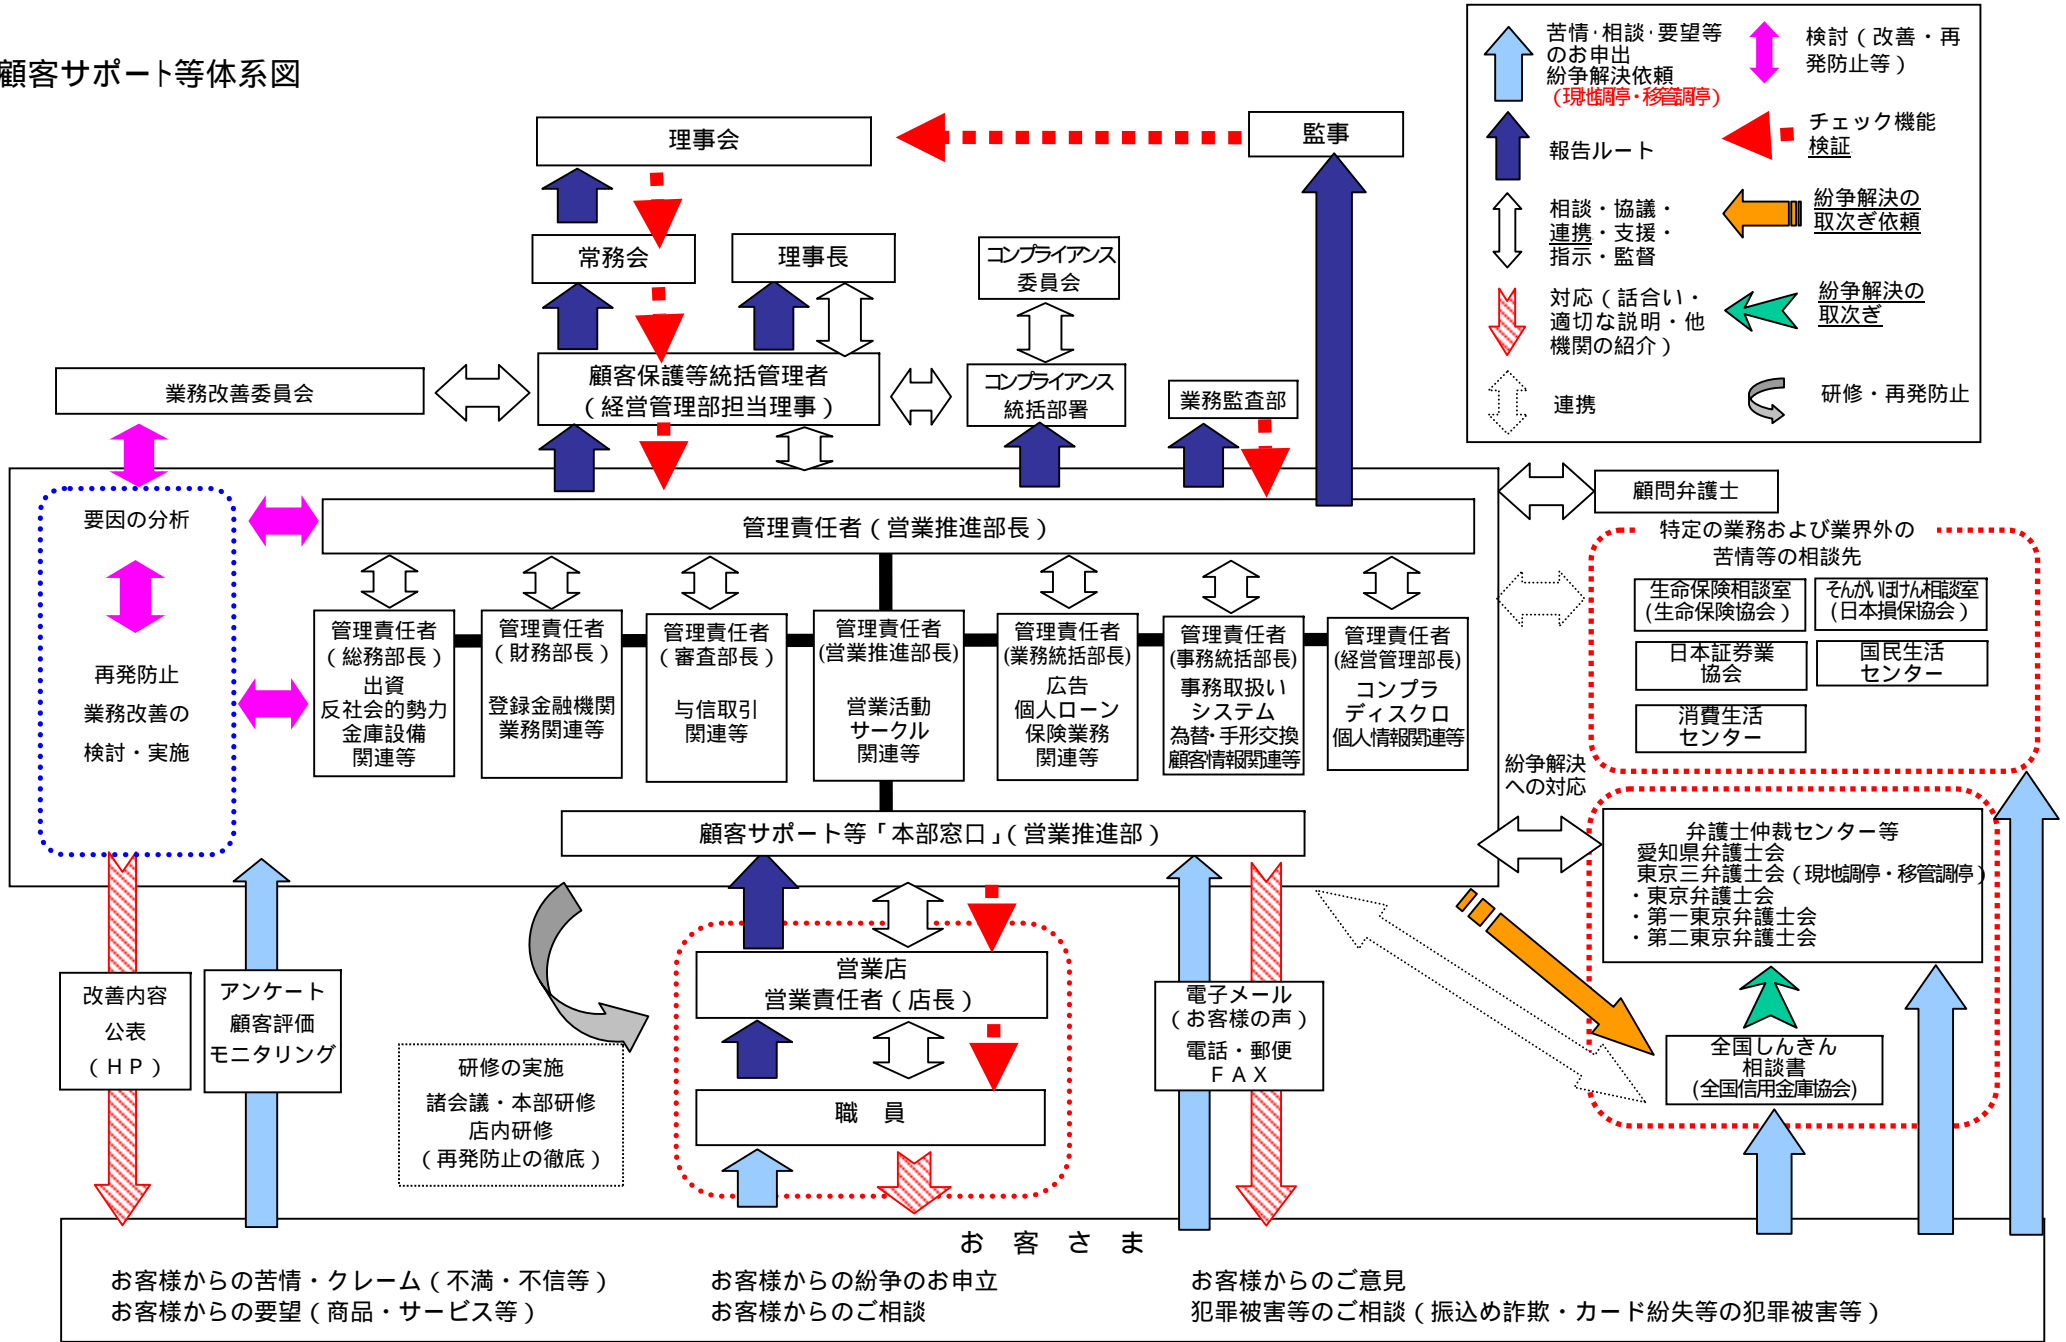 顧客サポート等体系図
苦情・相談・要望等
のお申出
紛争解決依頼
（現地調停・移管調停）
検討（改善・再
発防止等）
報告ルート
チェック機能
検証
相談・協議・
連携・支援・
指示・監督
紛争解決の
取次ぎ依頼
対応（話合い・
適切な説明・他
機関の紹介）
紛争解決の
取次ぎ
連携
研修・再発防止
理事会
監事
常務会
理事長
コンプライアンス
委員会
業務改善委員会
顧客保護等統括管理者
（経営管理部担当理事）
コンプライアンス
統括部署
業務監査部
要因の分析
再発防止
業務改善の
検討・実施
管理責任者（営業推進部長）
管理責任者
（総務部長）
出資
反社会的勢力
金庫設備
関連等
管理責任者
（財務部長）
登録金融機関
業務関連等
管理責任者
（審査部長）
与信取引
関連等
管理責任者
(営業推進部長)
営業活動
サークル
関連等
管理責任者
(業務統括部長)
広告
個人ローン
保険業務
関連等
管理責任者
(事務統括部長)
事務取扱い
システム
為替・手形交換
顧客情報関連等
管理責任者
(経営管理部長)
コンプラ
ディスクロ
個人情報関連等
顧客サポート等「本部窓口」（営業推進部）
顧問弁護士
特定の業務および業界外の
苦情等の相談先
生命保険相談室
(生命保険協会）
そんがいほけん相談室
（日本損保協会）
日本証券業
協会
国民生活
センター
消費生活
センター
紛争解決
への対応
弁護士仲裁センター等
愛知県弁護士会
東京三弁護士会（現地調停・移管調停）
・東京弁護士会
・第一東京弁護士会
・第二東京弁護士会
全国しんきん
相談書
(全国信用金庫協会)
改善内容
公表
（ＨＰ）
アンケート
顧客評価
モニタリング
研修の実施
諸会議・本部研修
店内研修
（再発防止の徹底）
営業店
営業責任者（店長）
職　員
電子メール
（お客様の声）
電話・郵便
ＦＡＸ
お　客　さ　ま
お客様からの苦情・クレーム（不満・不信等）
お客様からの要望（商品・サービス等）
お客様からの紛争のお申立
お客様からのご相談
お客様からのご意見
犯罪被害等のご相談（振込め詐欺・カード紛失等の犯罪被害等）